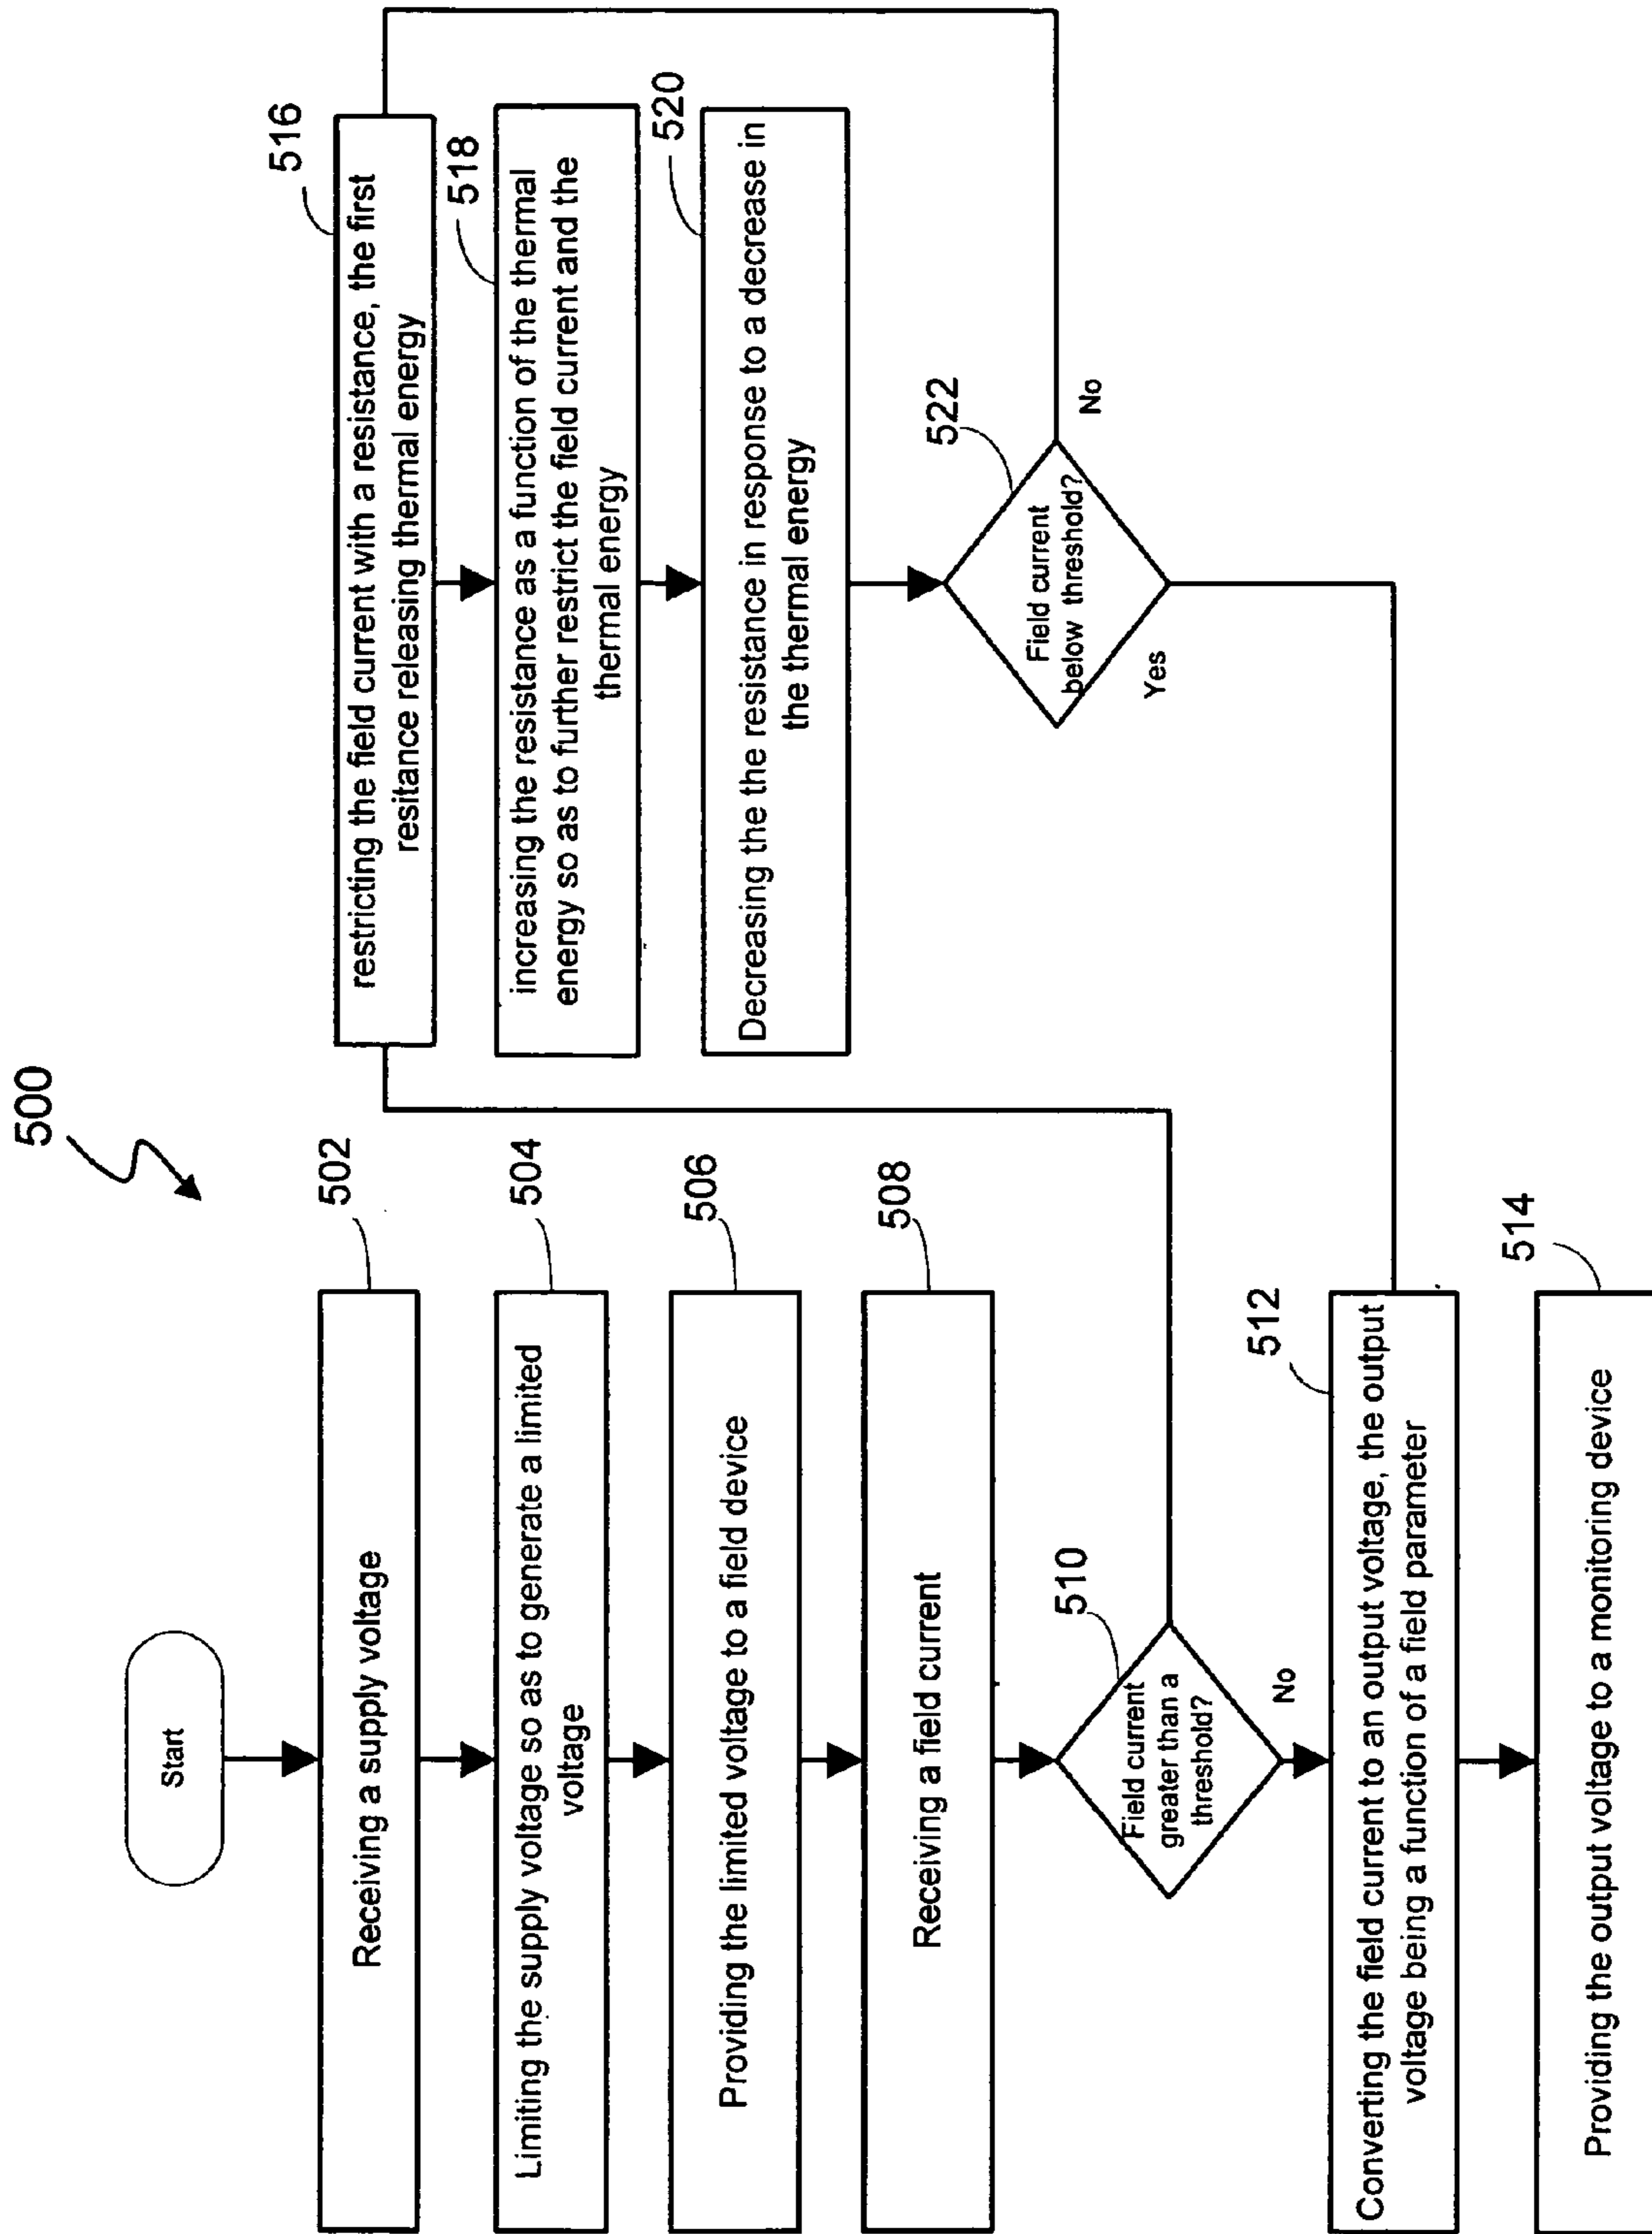 500
Start
Receiving a supply voltage
502
Limiting the supply voltage so as to generate a limited
voltage
504
Providing the limited voltage to a field device
506
Receiving a field current
508
Field current
greater than a
threshold?
510
No
Converting the field current to an output voltage, the output
voltage being a function of a field parameter
512
Providing the output voltage to a monitoring device
514
restricting the field current with a resistance, the first
resitance releasing thermal energy
516
increasing the resistance as a function of the thermal
energy so as to further restrict the field current and the
thermal energy
518
Decreasing the the resistance in response to a decrease in
the thermal energy
520
Field current
below threshold?
522
No
Yes